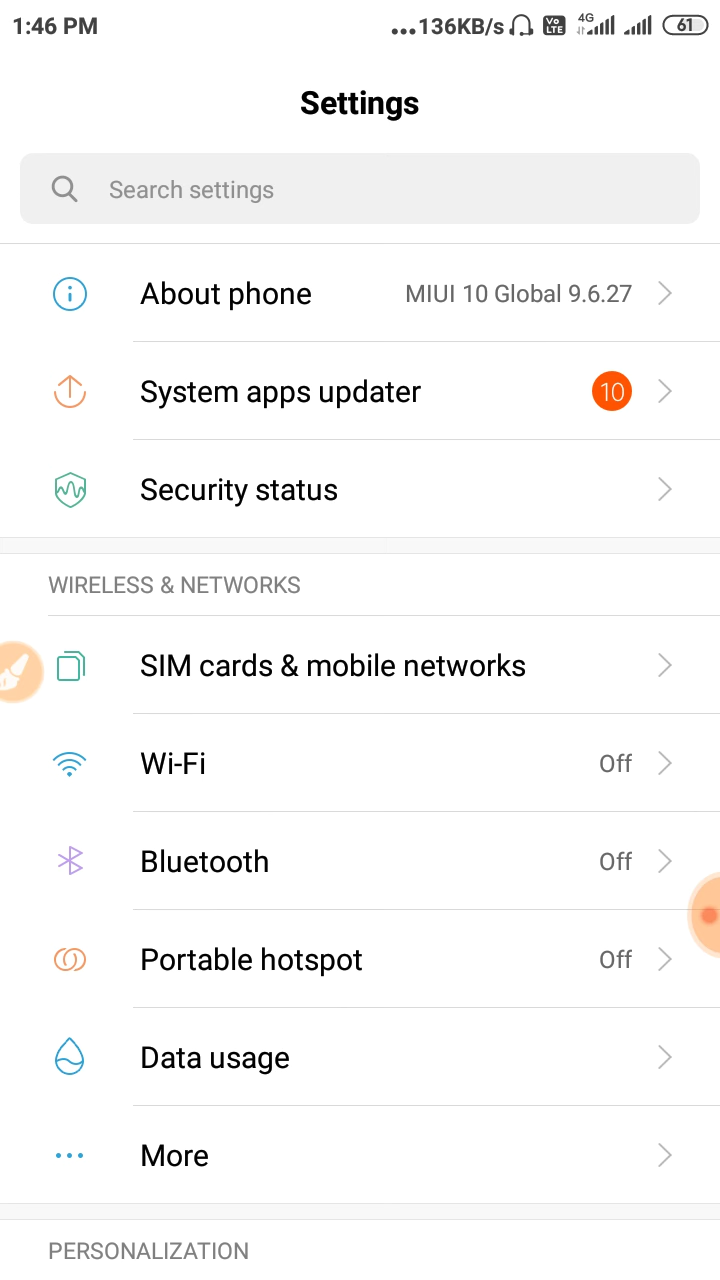 1:46 PM ...136KB/s Vo LTE 4G 61
Settings
Search settings
About phone MIUI 10 Global 9.6.27
System apps updater 10
Security status
WIRELESS & NETWORKS
SIM cards & mobile networks
Wi-Fi Off
Bluetooth Off
Portable hotspot Off
Data usage
More
PERSONALIZATION